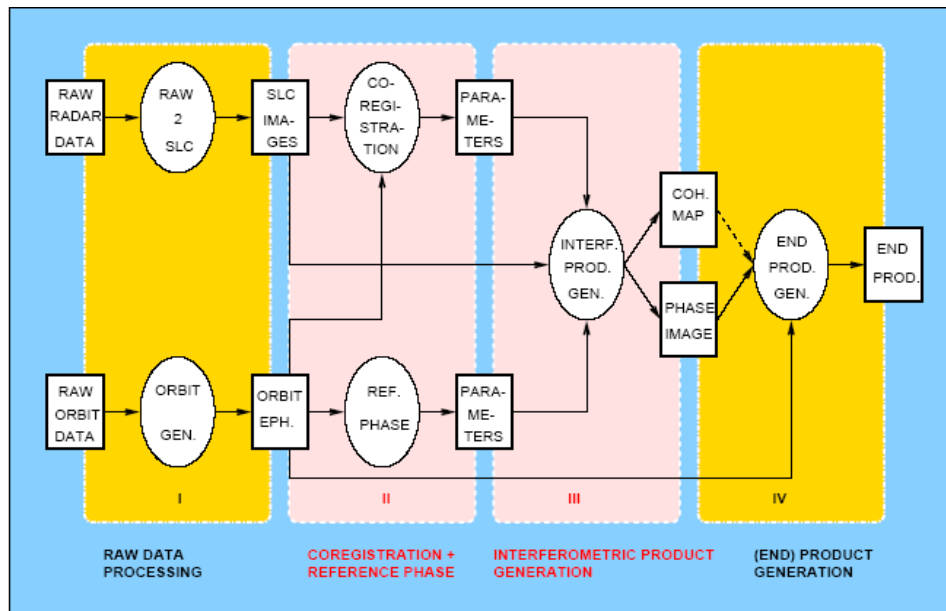 RAW
RADAR
DATA
RAW
2
SLC
SLC
IMA-
GES
CO-
REGI-
STRA-
TION
PARA-
ME-
TERS
INTERF.
PROD.
GEN.
COH.
MAP
PHASE
IMAGE
END
PROD.
GEN.
END
PROD.
RAW
ORBIT
DATA
ORBIT
GEN.
ORBIT
EPH.
REF.
PHASE
PARA-
ME-
TERS
I
II
III
IV
RAW DATA
PROCESSING
COREGISTRATION +
REFERENCE PHASE
INTERFEROMETRIC PRODUCT
GENERATION
(END) PRODUCT
GENERATION